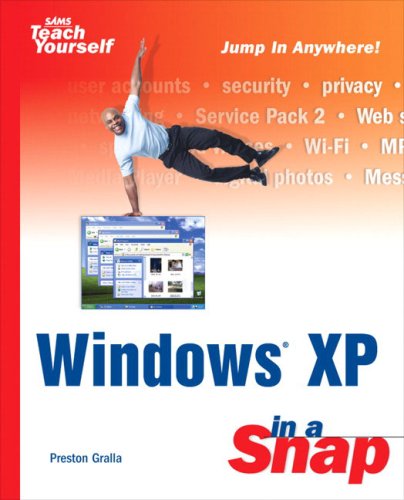 SAMS
Teach
Yourself
Jump In Anywhere!
user accounts • security • privacy •
Service Pack 2 • Web s
• Wi-Fi • MP
digital photos • Mess
Windows® XP
in a
Snap
Preston Gralla